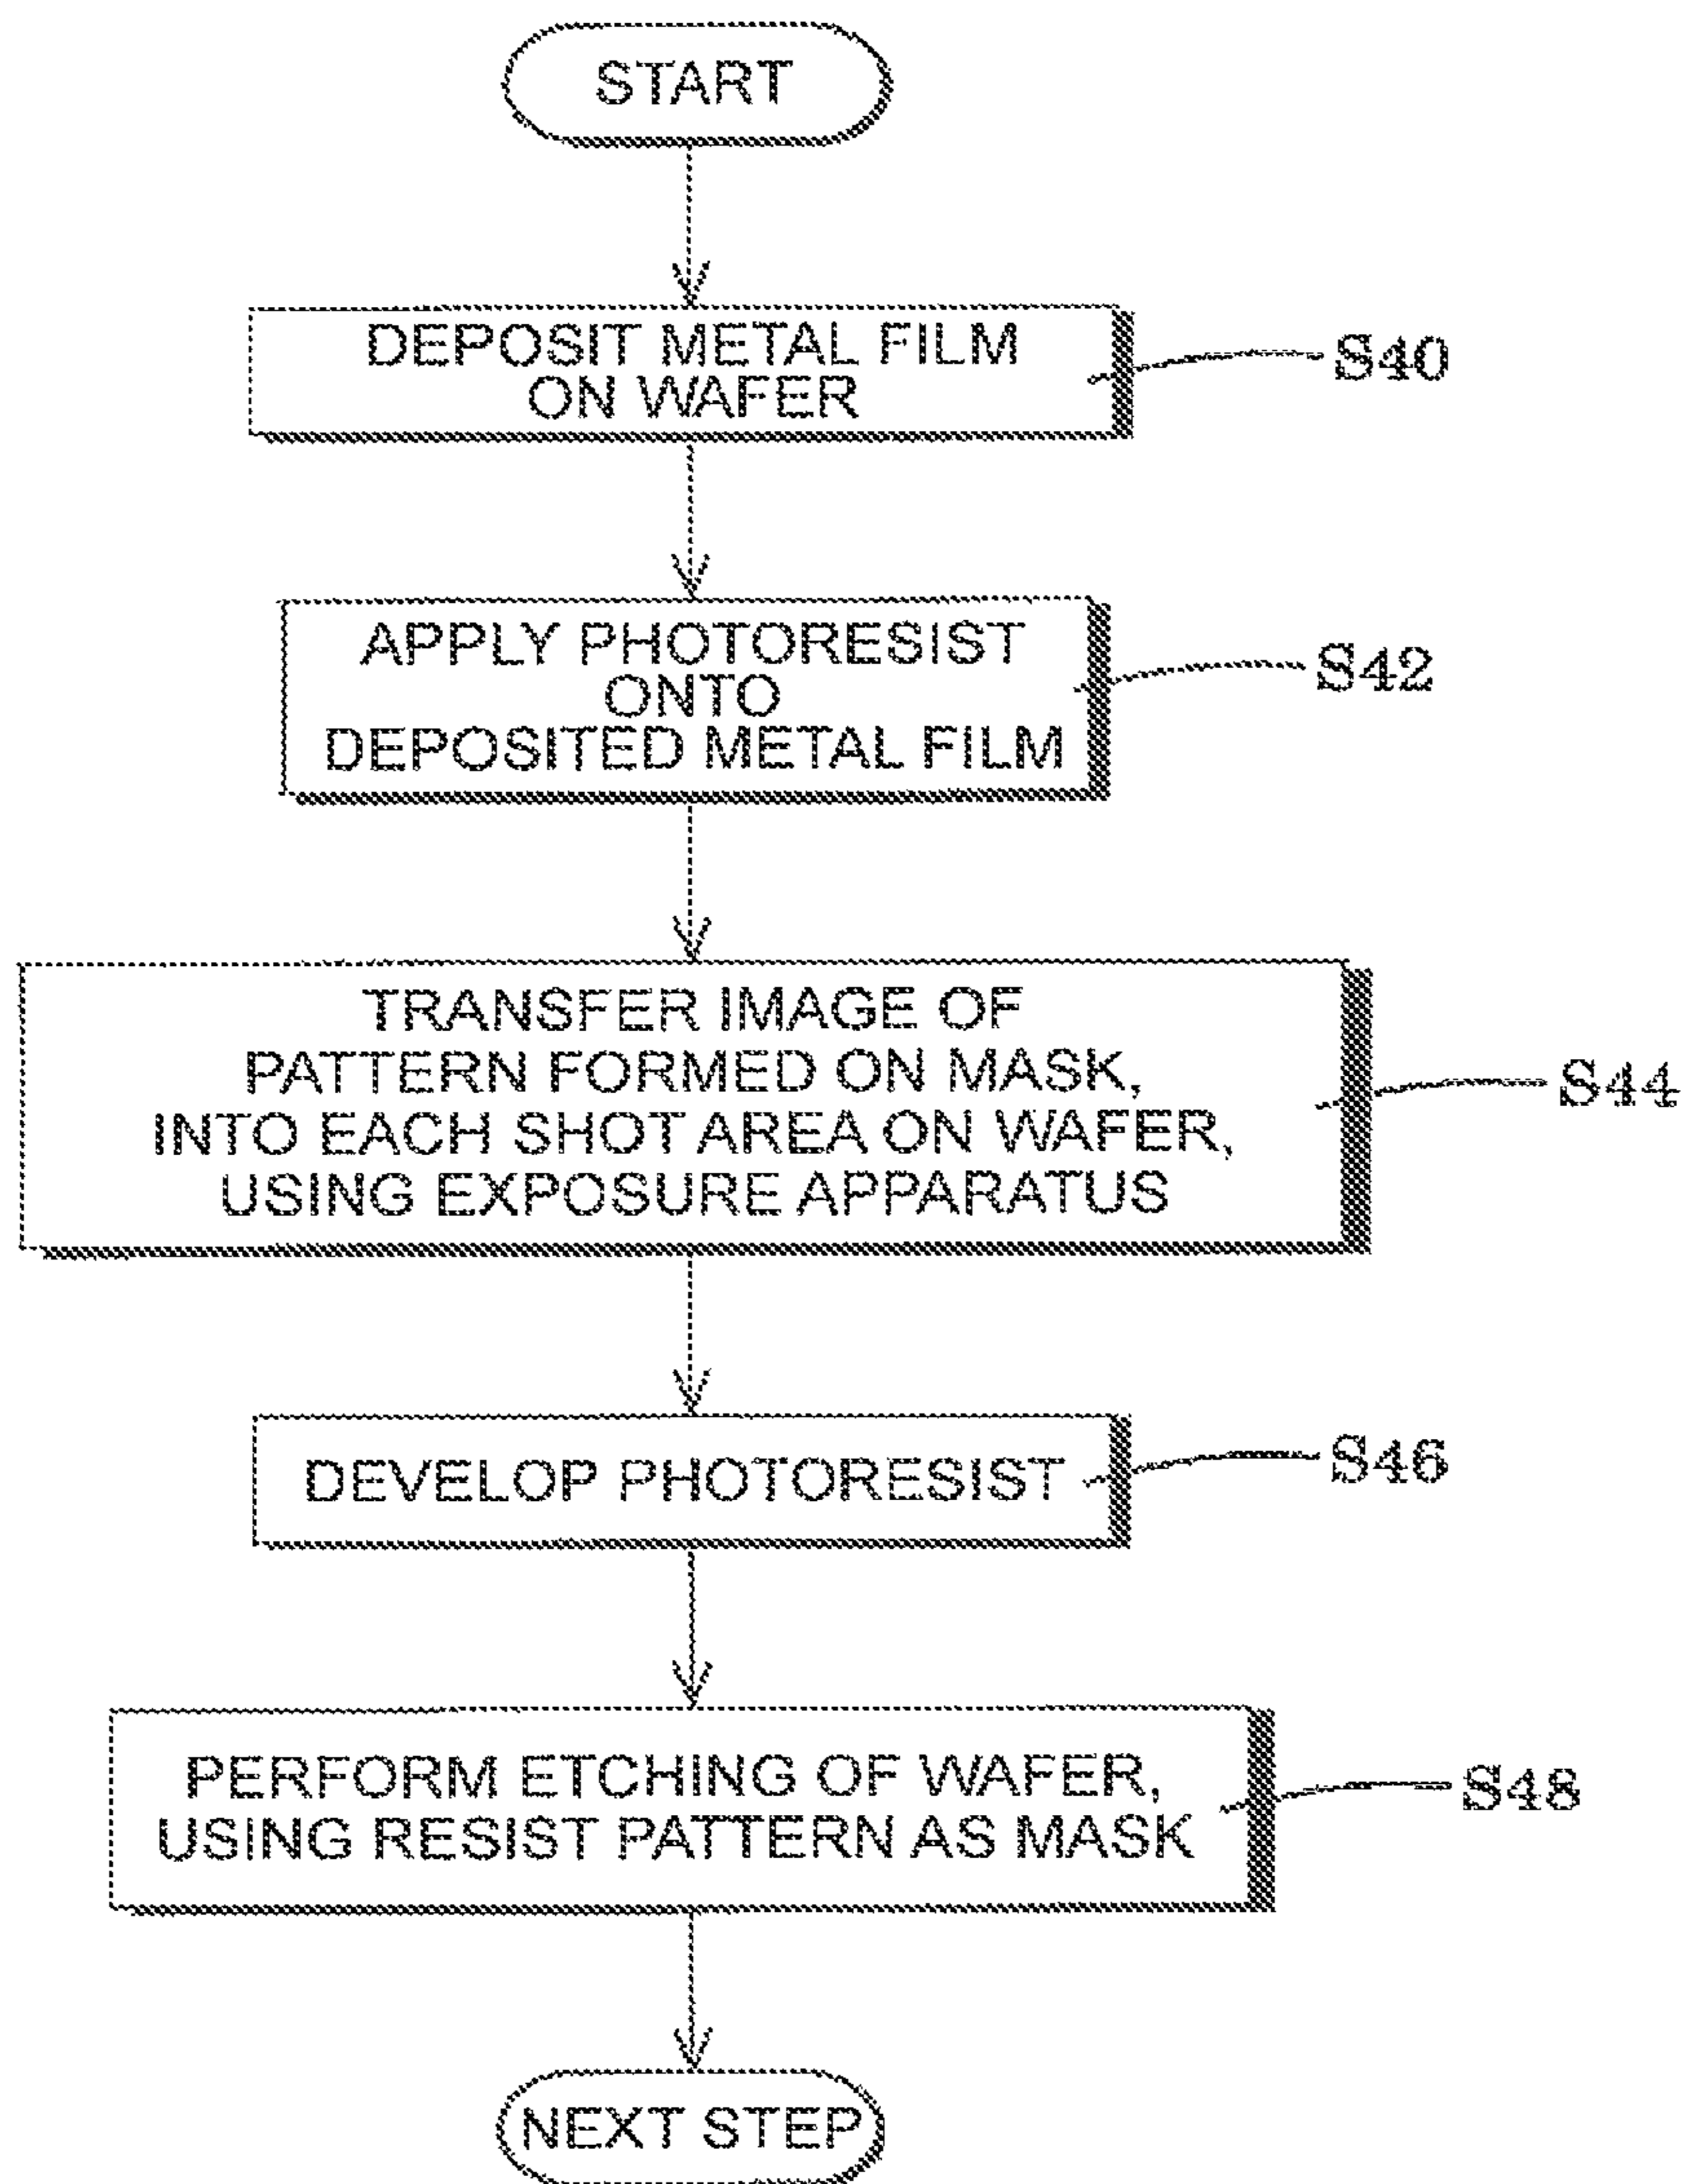 START
DEPOSIT METAL FILM
ON WAFER
S40
APPLY PHOTORESIST
ONTO
DEPOSITED METAL FILM
S42
TRANSFER IMAGE OF
PATTERN FORMED ON MASK,
INTO EACH SHOT AREA ON WAFER,
USING EXPOSURE APPARATUS
S44
DEVELOP PHOTORESIST
S46
PERFORM ETCHING OF WAFER,
USING RESIST PATTERN AS MASK
S48
NEXT STEP